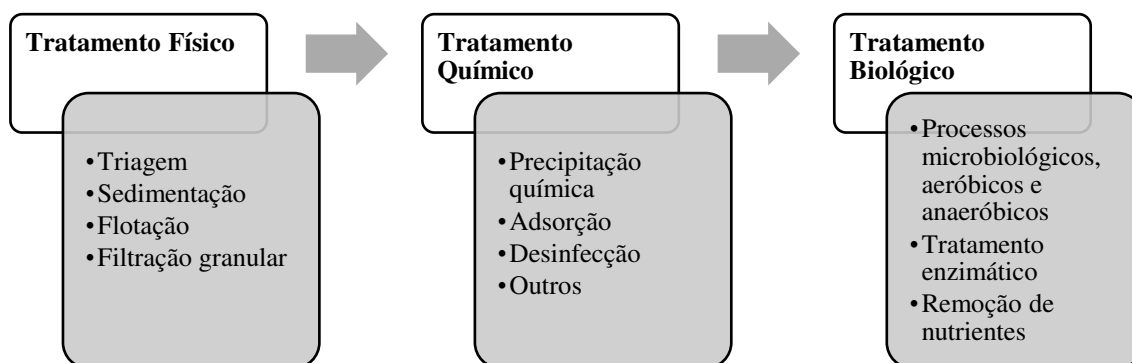 Tratamento Físico
•Triagem
•Sedimentação
•Flotação
•Filtração granular
Tratamento
Químico
•Precipitação
química
•Adsorção
•Desinfecção
•Outros
Tratamento
Biológico
•Processos
microbiológicos,
aeróbicos e
anaeróbicos
•Tratamento
enzimático
•Remoção de
nutrientes